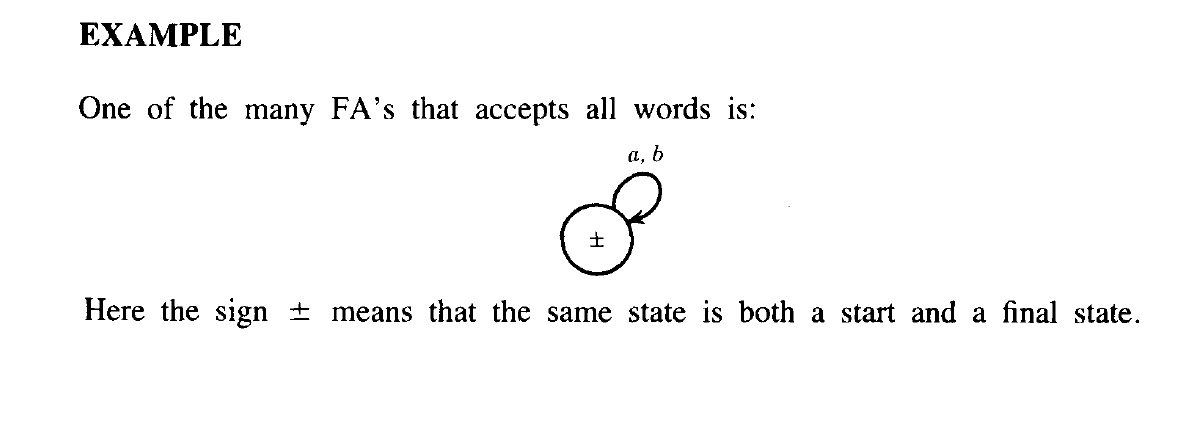 EXAMPLE
One of the many FA's that accepts all words is:
a, b
±
Here the sign ± means that the same state is both a start and a final state.